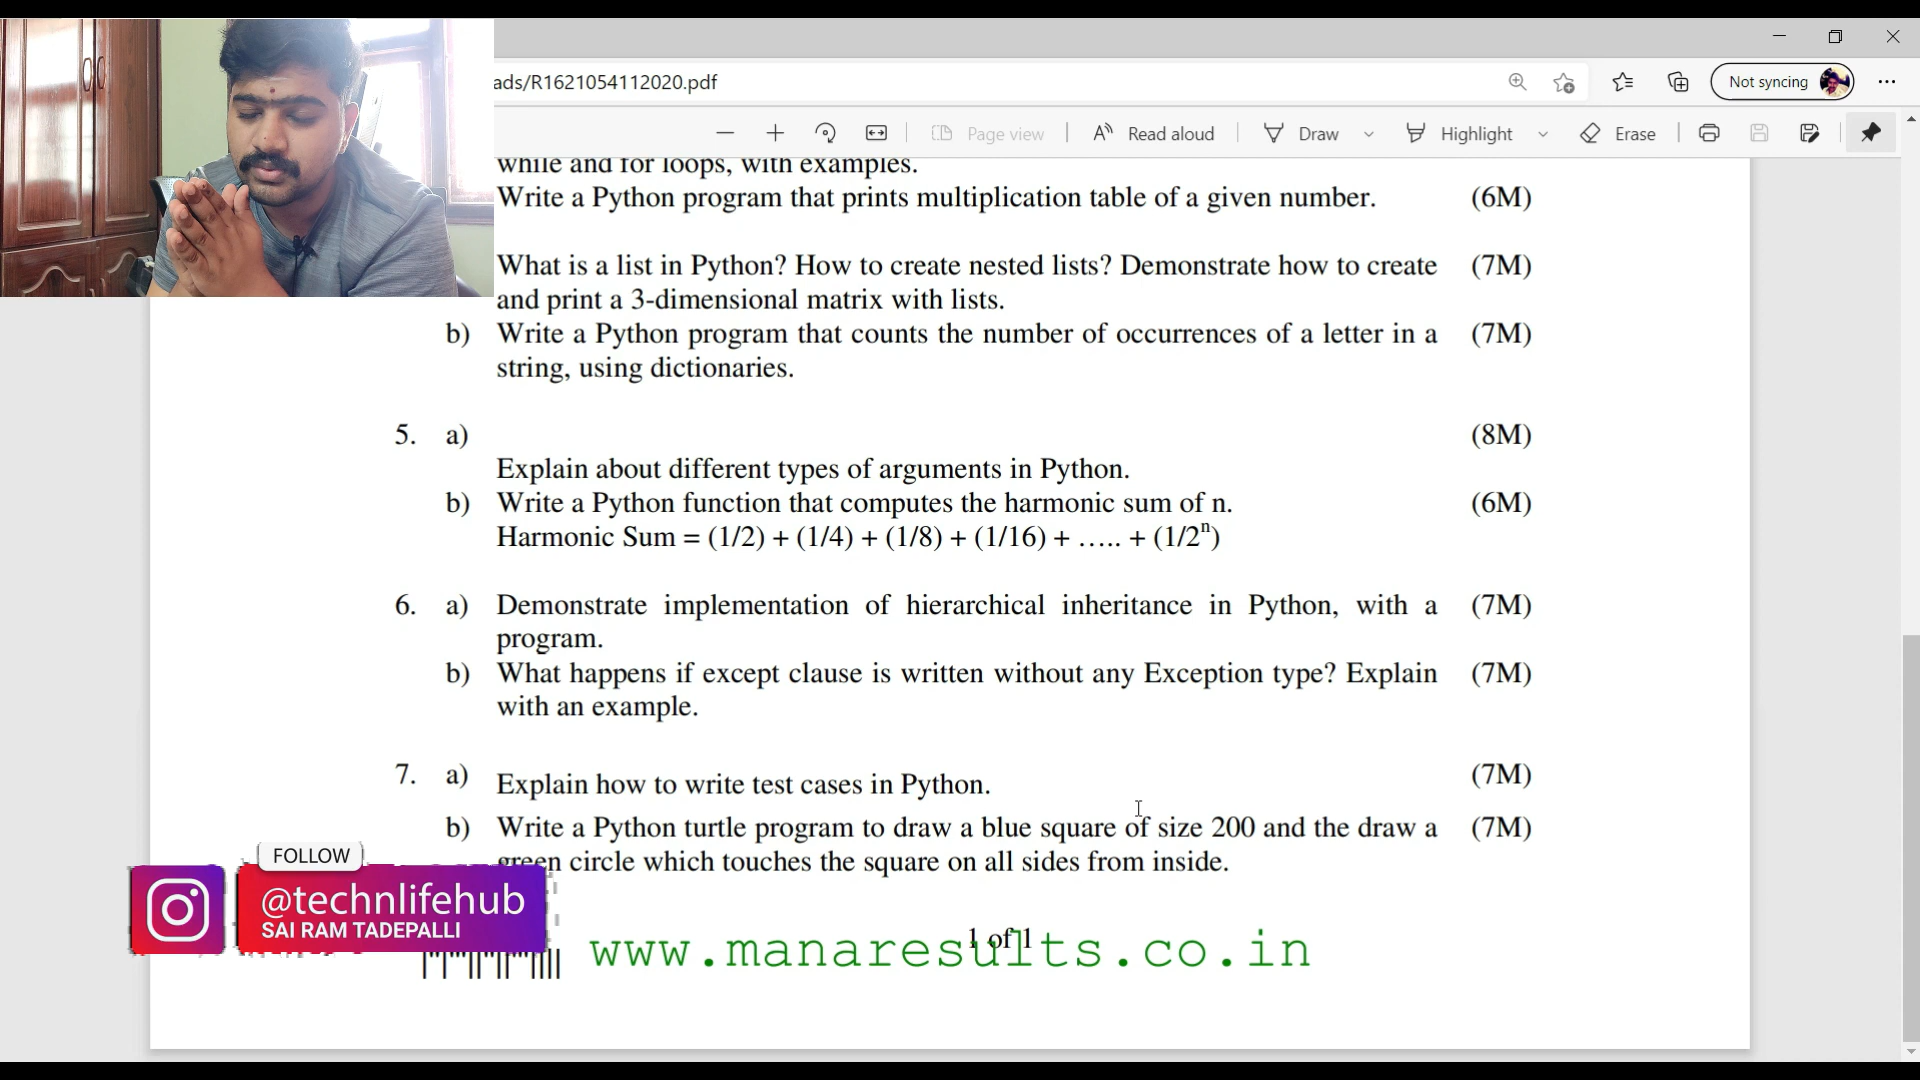 ads/R1621054112020.pdf
Not syncing
Page view
Read aloud
Draw
Highlight
Erase
while and for loops, with examples.
Write a Python program that prints multiplication table of a given number. (6M)
What is a list in Python? How to create nested lists? Demonstrate how to create (7M)
and print a 3-dimensional matrix with lists.
b) Write a Python program that counts the number of occurrences of a letter in a (7M)
string, using dictionaries.
5. a) (8M)
Explain about different types of arguments in Python.
b) Write a Python function that computes the harmonic sum of n. (6M)
Harmonic Sum = (1/2) + (1/4) + (1/8) + (1/16) + ..... + (1/2ⁿ)
6. a) Demonstrate implementation of hierarchical inheritance in Python, with a (7M)
program.
b) What happens if except clause is written without any Exception type? Explain (7M)
with an example.
7. a) Explain how to write test cases in Python. (7M)
b) Write a Python turtle program to draw a blue square of size 200 and the draw a (7M)
green circle which touches the square on all sides from inside.
FOLLOW
@technlifehub
SAI RAM TADEPALLI
1 of 1
www.manaresults.co.in